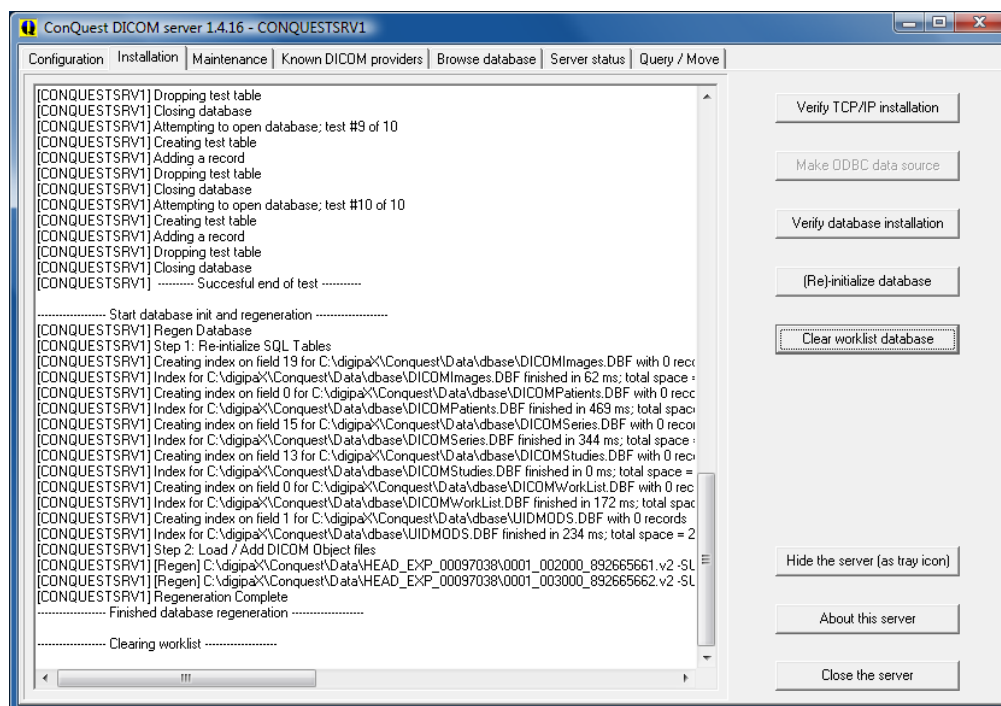 ConQuest DICOM server 1.4.16 - CONQUESTSRV1
Configuration Installation Maintenance Known DICOM providers Browse database Server status Query / Move
[CONQUESTSRV1] Dropping test table
[CONQUESTSRV1] Closing database
[CONQUESTSRV1] Attempting to open database; test #9 of 10
[CONQUESTSRV1] Creating test table
[CONQUESTSRV1] Adding a record
[CONQUESTSRV1] Dropping test table
[CONQUESTSRV1] Closing database
[CONQUESTSRV1] Attempting to open database; test #10 of 10
[CONQUESTSRV1] Creating test table
[CONQUESTSRV1] Adding a record
[CONQUESTSRV1] Dropping test table
[CONQUESTSRV1] Closing database
[CONQUESTSRV1] ---------- Succesful end of test -----------
------------------- Start database init and regeneration --------------------
[CONQUESTSRV1] Regen Database
[CONQUESTSRV1] Step 1: Re-intialize SQL Tables
[CONQUESTSRV1] Creating index on field 19 for C:\digipaX\Conquest\Data\dbase\DICOMImages.DBF with 0 reco
[CONQUESTSRV1] Index for C:\digipaX\Conquest\Data\dbase\DICOMImages.DBF finished in 62 ms; total space =
[CONQUESTSRV1] Creating index on field 0 for C:\digipaX\Conquest\Data\dbase\DICOMPatients.DBF with 0 recc
[CONQUESTSRV1] Index for C:\digipaX\Conquest\Data\dbase\DICOMPatients.DBF finished in 469 ms; total spac
[CONQUESTSRV1] Creating index on field 15 for C:\digipaX\Conquest\Data\dbase\DICOMSeries.DBF with 0 recor
[CONQUESTSRV1] Index for C:\digipaX\Conquest\Data\dbase\DICOMSeries.DBF finished in 344 ms; total space
[CONQUESTSRV1] Creating index on field 13 for C:\digipaX\Conquest\Data\dbase\DICOMStudies.DBF with 0 rec
[CONQUESTSRV1] Index for C:\digipaX\Conquest\Data\dbase\DICOMStudies.DBF finished in 0 ms; total space =
[CONQUESTSRV1] Creating index on field 0 for C:\digipaX\Conquest\Data\dbase\DICOMWorkList.DBF with 0 rec
[CONQUESTSRV1] Index for C:\digipaX\Conquest\Data\dbase\DICOMWorkList.DBF finished in 172 ms; total spac
[CONQUESTSRV1] Creating index on field 1 for C:\digipaX\Conquest\Data\dbase\UIDMODS.DBF with 0 records
[CONQUESTSRV1] Index for C:\digipaX\Conquest\Data\dbase\UIDMODS.DBF finished in 234 ms; total space = 2
[CONQUESTSRV1] Step 2: Load / Add DICOM Object files
[CONQUESTSRV1] [Regen] C:\digipaX\Conquest\Data\HEAD_EXP_00097038\0001_002000_892665661.v2 -SU
[CONQUESTSRV1] [Regen] C:\digipaX\Conquest\Data\HEAD_EXP_00097038\0001_003000_892665662.v2 -SU
[CONQUESTSRV1] Regeneration Complete
------------------- Finished database regeneration --------------------
------------------- Clearing worklist --------------------
Verify TCP/IP installation
Make ODBC data source
Verify database installation
(Re)-initialize database
Clear worklist database
Hide the server (as tray icon)
About this server
Close the server